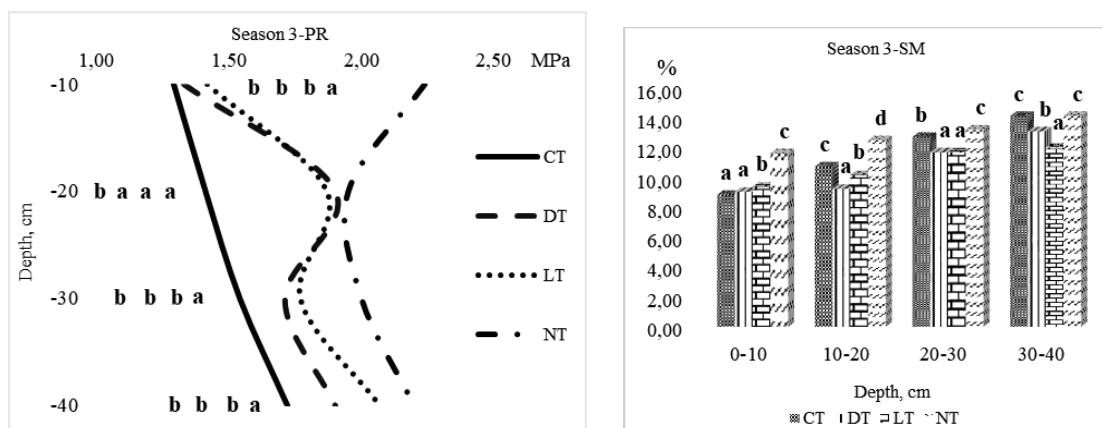 Season 3-PR
1,00 1,50 2,00 2,50 MPa
-10
b b b a
CT
-20
b a a a
DT
Depth, cm
LT
-30
b b b a
NT
-40
b b b a
Season 3-SM
%
16,00
14,00
12,00
10,00
8,00
6,00
4,00
2,00
0,00
a a b c
c a b d
b a a c
c b a c
0-10 10-20 20-30 30-40
Depth, cm
CT DT LT NT